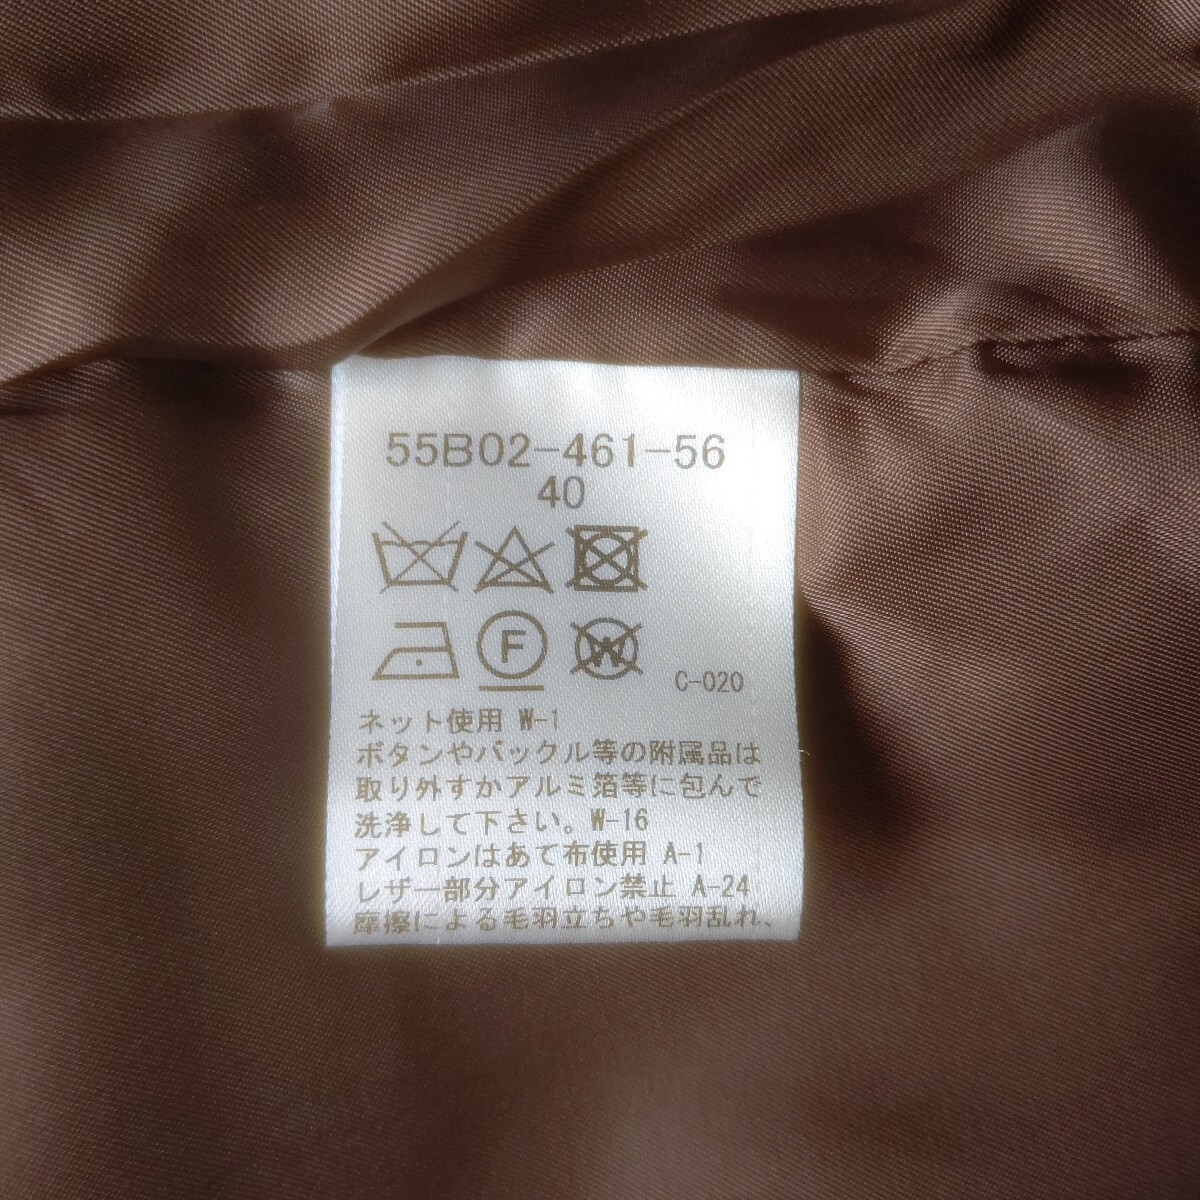 55B02-461-56
40
F
W
C-020
ネット使用 W-1
ボタンやバックル等の附属品は
取り外すかアルミ箔等に包んで
洗浄して下さい。W-16
アイロンはあて布使用 A-1
レザー部分アイロン禁止 A-24
摩擦による毛羽立ちや毛羽乱れ、